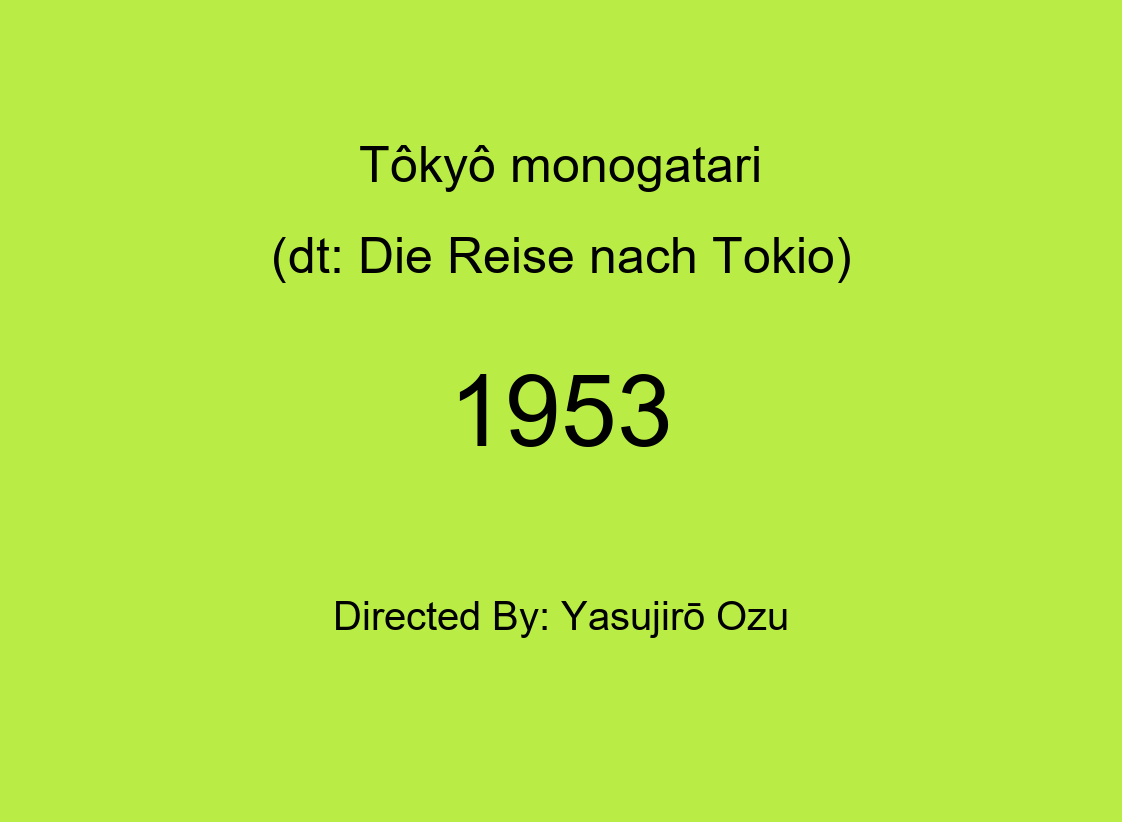 Tôkyô monogatari
(dt: Die Reise nach Tokio)
1953
Directed By: Yasujirō Ozu